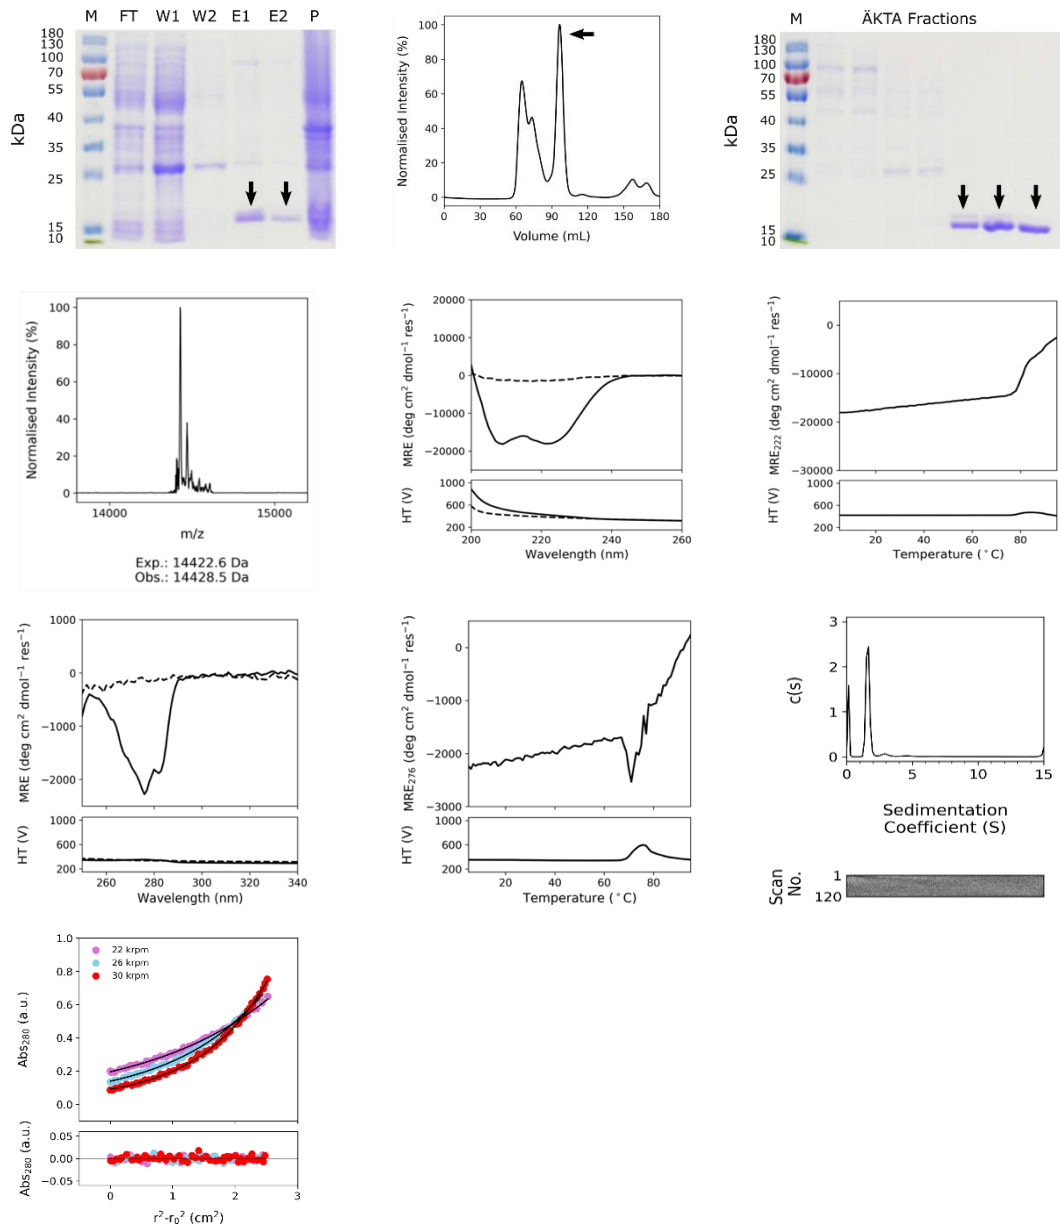 M FT W1 W2 E1 E2 P
180
130
100
70
55
40
35
25
15
10
kDa
Normalised Intensity (%)
100
80
60
40
20
0
0 30 60 90 120 150 180
Volume (mL)
M ÄKTA Fractions
180
130
100
70
55
40
35
25
15
10
kDa
Normalised Intensity (%)
100
80
60
40
20
0
14000 15000
m/z
Exp.: 14422.6 Da
Obs.: 14428.5 Da
MRE (deg cm² dmol⁻¹ res⁻¹)
20000
10000
0
−10000
−20000
HT (V)
1000
600
200
200 220 240 260
Wavelength (nm)
MRE₂₂₂ (deg cm² dmol⁻¹ res⁻¹)
0
−10000
−20000
−30000
HT (V)
1000
600
200
20 40 60 80
Temperature (°C)
MRE (deg cm² dmol⁻¹ res⁻¹)
1000
0
−1000
−2000
HT (V)
1000
600
200
260 280 300 320 340
Wavelength (nm)
MRE₂₇₆ (deg cm² dmol⁻¹ res⁻¹)
0
−1000
−2000
−3000
HT (V)
1000
600
200
20 40 60 80
Temperature (°C)
c(s)
3
2
1
0
0 5 10 15
Sedimentation
Coefficient (S)
Scan
No.
1
120
Abs₂₈₀ (a.u.)
1.0
0.8
0.6
0.4
0.2
0.0
22 krpm
26 krpm
30 krpm
Abs₂₈₀ (a.u.)
0.05
0.00
−0.05
0 1 2 3
r²-r₀² (cm²)